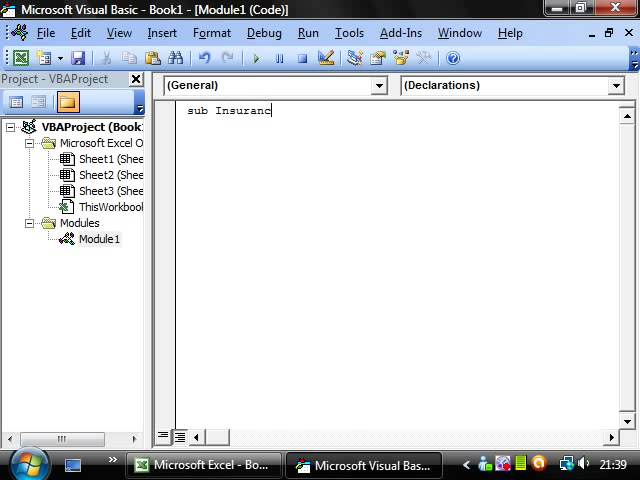 Microsoft Visual Basic - Book1 - [Module1 (Code)]
File Edit View Insert Format Debug Run Tools Add-Ins Window Help
Project - VBAProject
(General) (Declarations)
sub Insuranc
VBAProject (Book1
Microsoft Excel O
Sheet1 (Shee
Sheet2 (Shee
Sheet3 (Shee
ThisWorkbook
Modules
Module1
Microsoft Excel - Bo...
Microsoft Visual Bas...
21:39